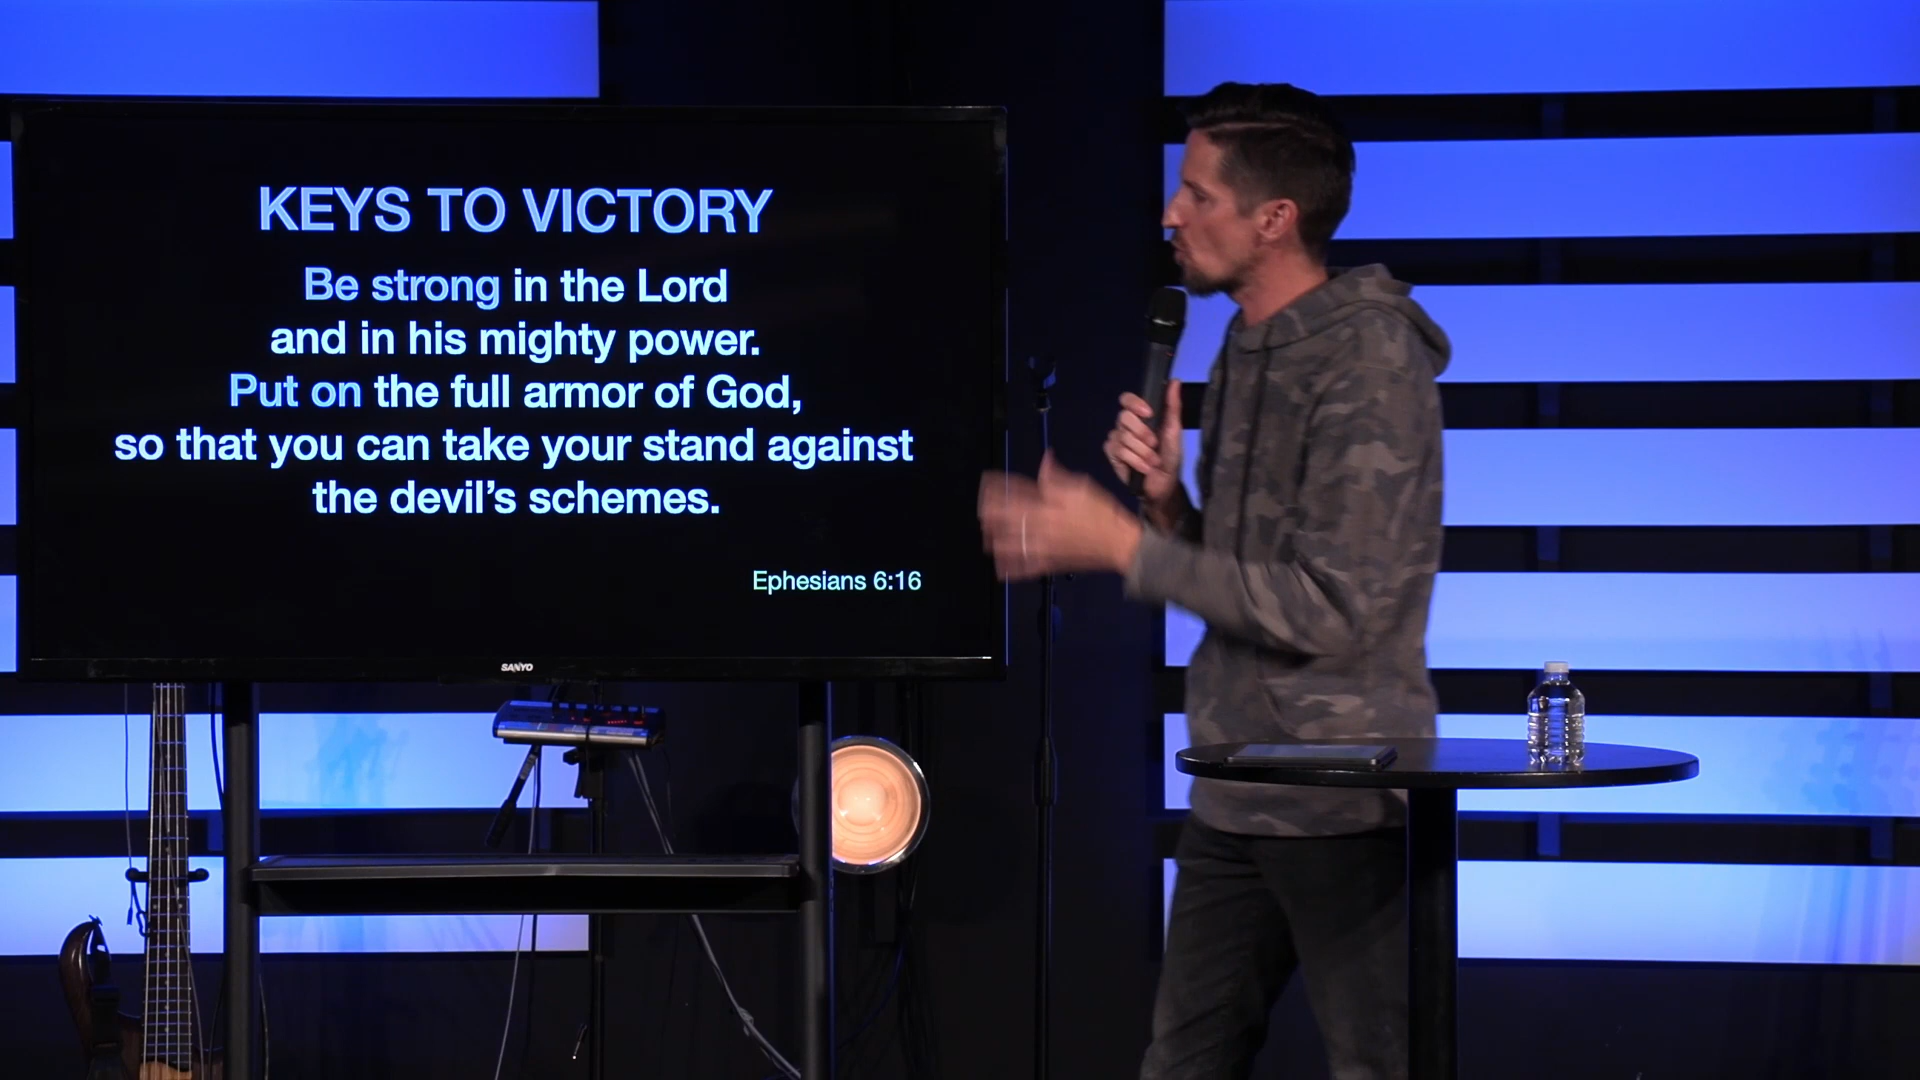 KEYS TO VICTORY
Be strong in the Lord
and in his mighty power.
Put on the full armor of God,
so that you can take your stand against
the devil’s schemes.
Ephesians 6:16
SANYO